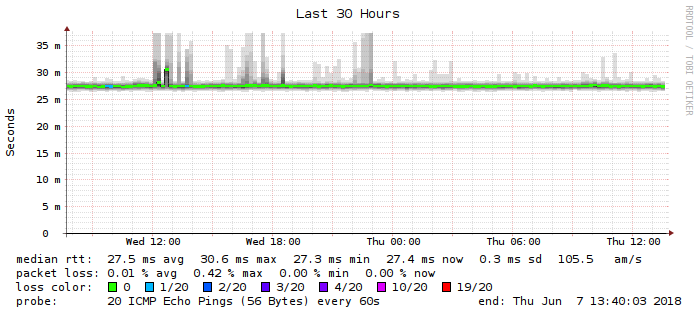 Last 30 Hours
RRDTOOL / TOBI OETIKER
Seconds
35 m
30 m
25 m
20 m
15 m
10 m
5 m
0
Wed 12:00 Wed 18:00 Thu 00:00 Thu 06:00 Thu 12:00
median rtt: 27.5 ms avg 30.6 ms max 27.3 ms min 27.4 ms now 0.3 ms sd 105.5 am/s
packet loss: 0.01 % avg 0.42 % max 0.00 % min 0.00 % now
loss color: 0 1/20 2/20 3/20 4/20 10/20 19/20
probe: 20 ICMP Echo Pings (56 Bytes) every 60s end: Thu Jun 7 13:40:03 2018